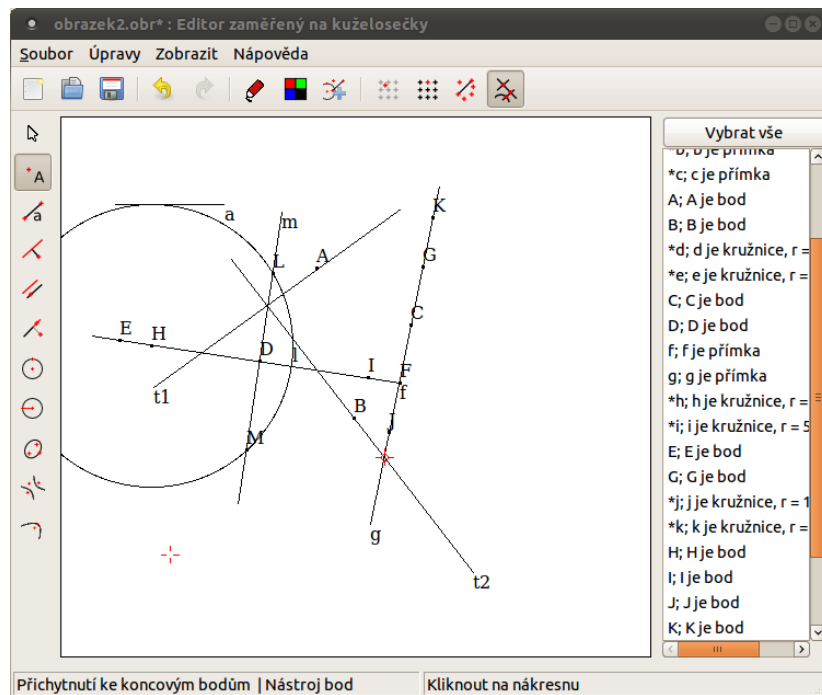 obrazek2.obr* : Editor zaměřený na kuželosečky
Soubor Úpravy Zobrazit Nápověda
A
a
Vybrat vše
*b; b je přímka
*c; c je přímka
A; A je bod
B; B je bod
*d; d je kružnice, r =
*e; e je kružnice, r =
C; C je bod
D; D je bod
f; f je přímka
g; g je přímka
*h; h je kružnice, r =
*i; i je kružnice, r = 5
E; E je bod
G; G je bod
*j; j je kružnice, r = 1
*k; k je kružnice, r =
H; H je bod
I; I je bod
J; J je bod
K; K je bod
K
a
m
G
L
A
C
E
H
D
l
I
F
f
t1
B
J
M
g
t2
Přichytnutí ke koncovým bodům | Nástroj bod
Kliknout na nákresnu